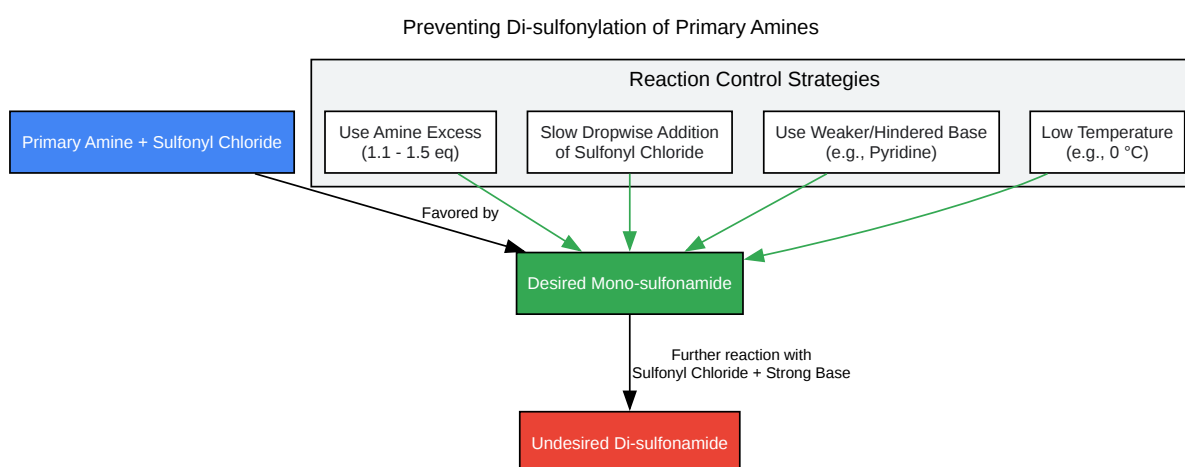 Preventing Di-sulfonylation of Primary Amines
Reaction Control Strategies
Primary Amine + Sulfonyl Chloride
Use Amine Excess
(1.1 - 1.5 eq)
Slow Dropwise Addition
of Sulfonyl Chloride
Use Weaker/Hindered Base
(e.g., Pyridine)
Low Temperature
(e.g., 0 °C)
Favored by
Desired Mono-sulfonamide
Further reaction with
Sulfonyl Chloride + Strong Base
Undesired Di-sulfonamide